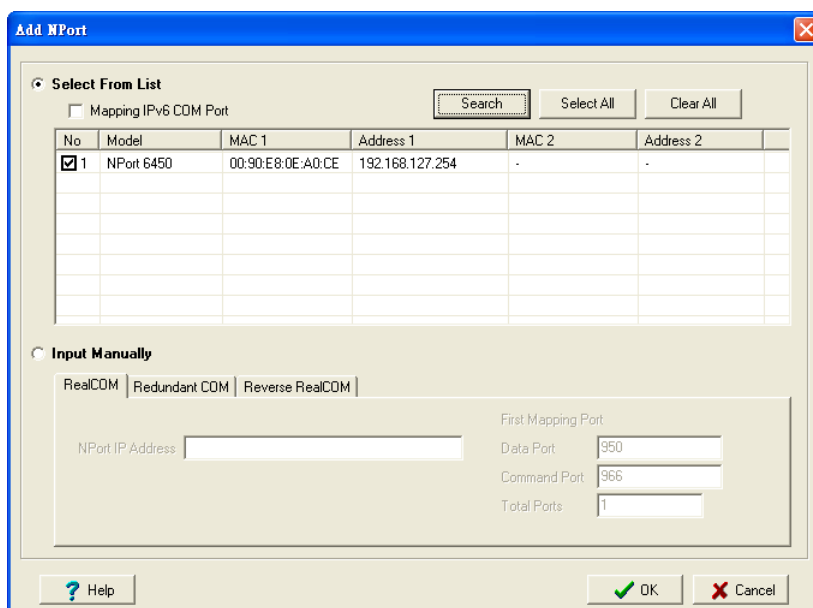 Add NPort
Select From List
Mapping IPv6 COM Port
Search
Select All
Clear All
No Model MAC 1 Address 1 MAC 2 Address 2
1 NPort 6450 00:90:E8:0E:A0:CE 192.168.127.254 - -
Input Manually
RealCOM Redundant COM Reverse RealCOM
First Mapping Port
NPort IP Address
Data Port 950
Command Port 966
Total Ports 1
? Help
OK
Cancel